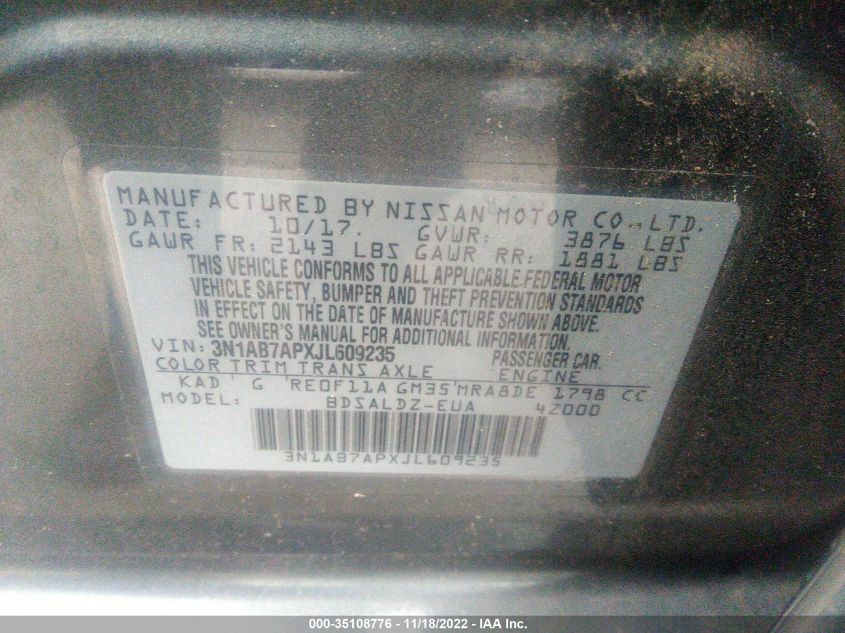 MANUFACTURED BY NISSAN MOTOR CO.,LTD.
DATE: 10/17. GVWR: 3876 LBS
GAWR FR: 2143 LBS GAWR RR: 1881 LBS
THIS VEHICLE CONFORMS TO ALL APPLICABLE FEDERAL MOTOR
VEHICLE SAFETY, BUMPER AND THEFT PREVENTION STANDARDS
IN EFFECT ON THE DATE OF MANUFACTURE SHOWN ABOVE.
SEE OWNER'S MANUAL FOR ADDITIONAL INFORMATION.
VIN: 3N1AB7APXJL609235 PASSENGER CAR.
COLOR TRIM TRANS AXLE ENGINE
KAD G RE0F11A GM35 MRA8DE 1798 CC
MODEL: BDSALDZ-EUA 4Z000
3N1AB7APXJL609235
000-35108776 - 11/18/2022 - IAA Inc.